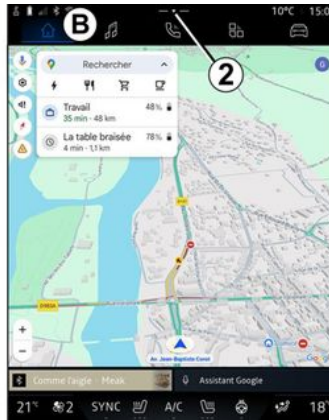 10°C 15:0
B
2
Rechercher
G
Travail
48%
35 min · 48 km
La table braisée
78%
4 min · 1,1 km
+
−
Av. Jean Baptiste Corot
Comme l'aigle · Meak
Assistant Google
21°
2
SYNC
A/C
18°